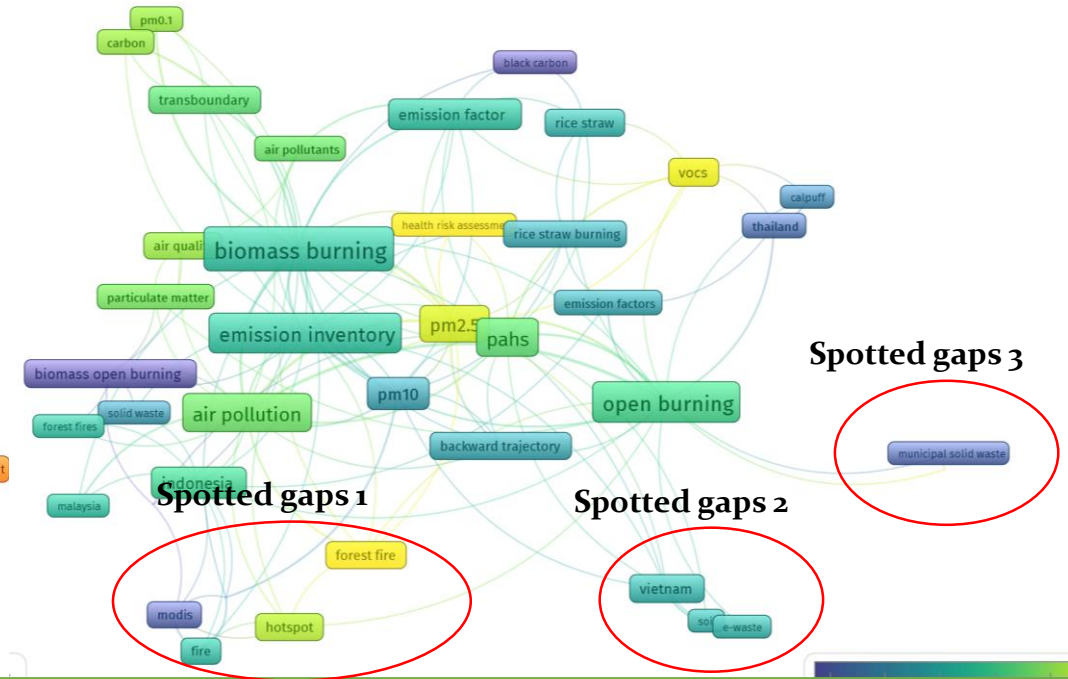 pm0.1
carbon
black carbon
transboundary
emission factor
rice straw
air pollutants
vocs
calpuff
health risk assessme
thailand
rice straw burning
air quali
biomass burning
particulate matter
emission factors
pm2.5
emission inventory
pahs
Spotted gaps 3
biomass open burning
pm10
open burning
solid waste
air pollution
forest fires
backward trajectory
municipal solid waste
t
indonesia
Spotted gaps 1
malaysia
Spotted gaps 2
forest fire
vietnam
modis
hotspot
soil
e-waste
fire